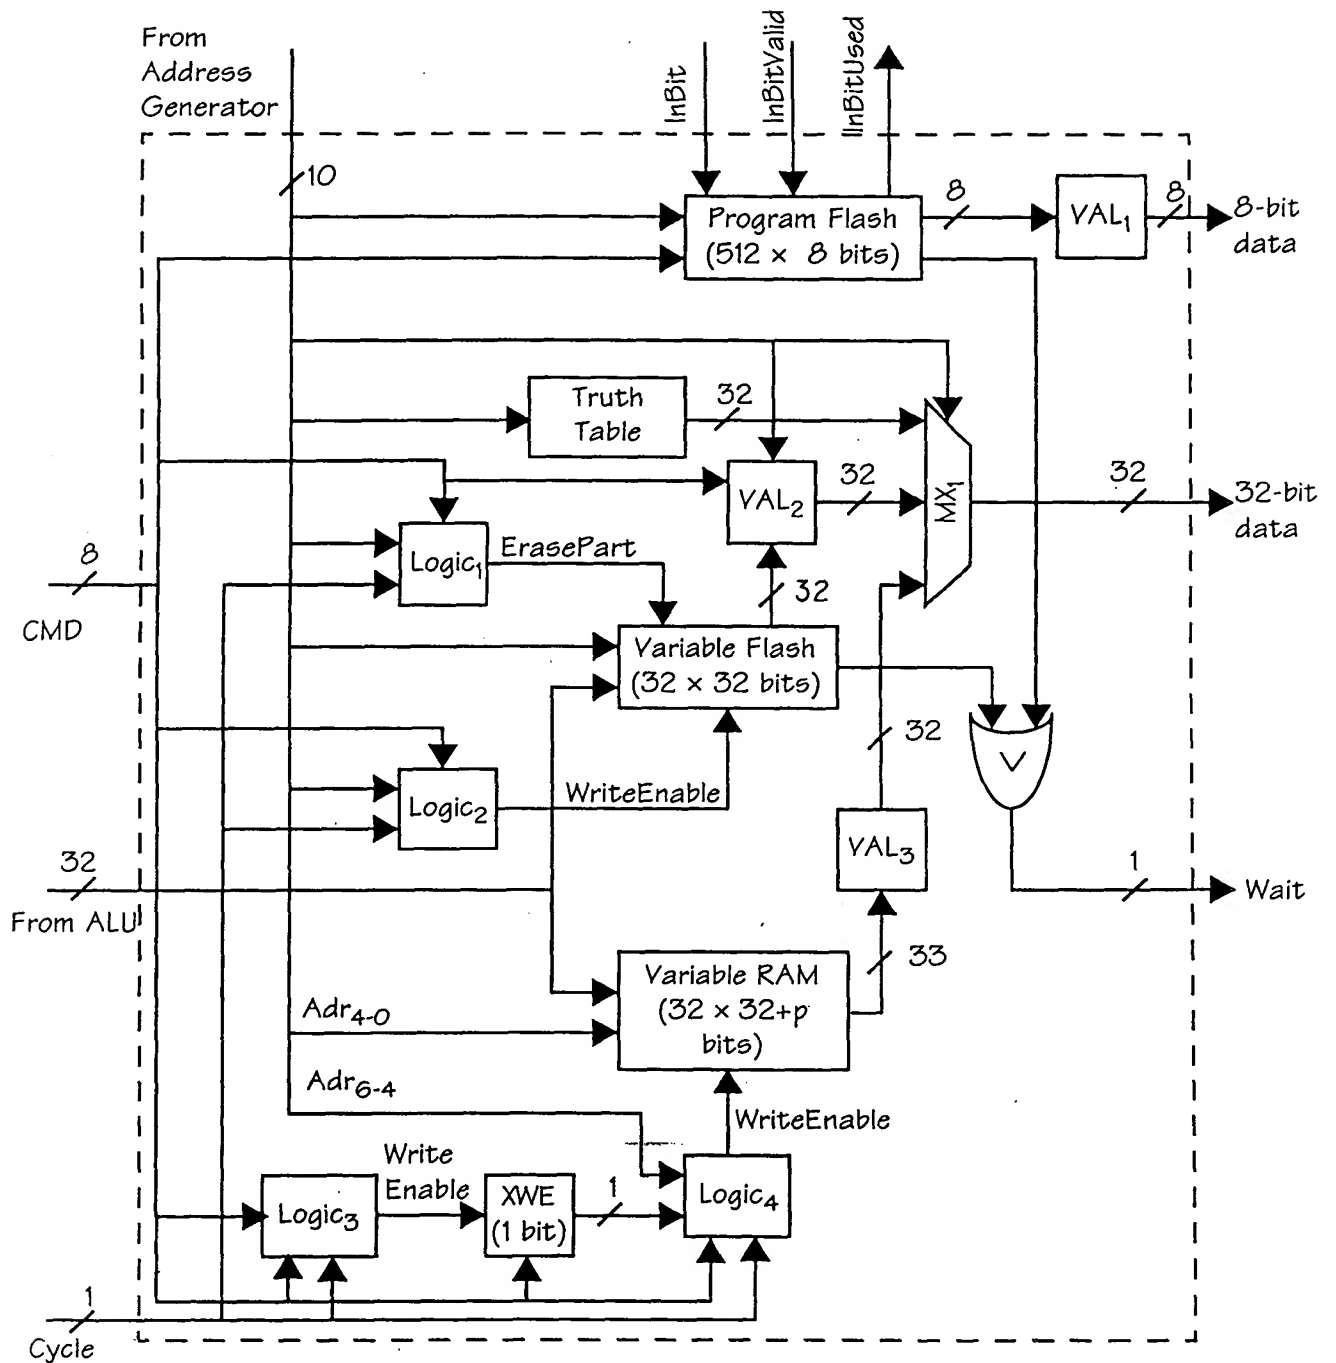 From
Address
Generator
InBit
InBitValid
IInBitUsed
10
Program Flash
(512 × 8 bits)
8
VAL1
8
8-bit
data
Truth
Table
32
VAL2
32
MX1
32
32-bit
data
8
CMD
Logic1
ErasePart
32
Variable Flash
(32 × 32 bits)
Logic2
WriteEnable
32
V
VAL3
32
From ALU
1
Wait
33
Variable RAM
(32 × 32+p
bits)
Adr4-0
Adr6-4
WriteEnable
Write
Enable
Logic3
XWE
(1 bit)
1
Logic4
1
Cycle